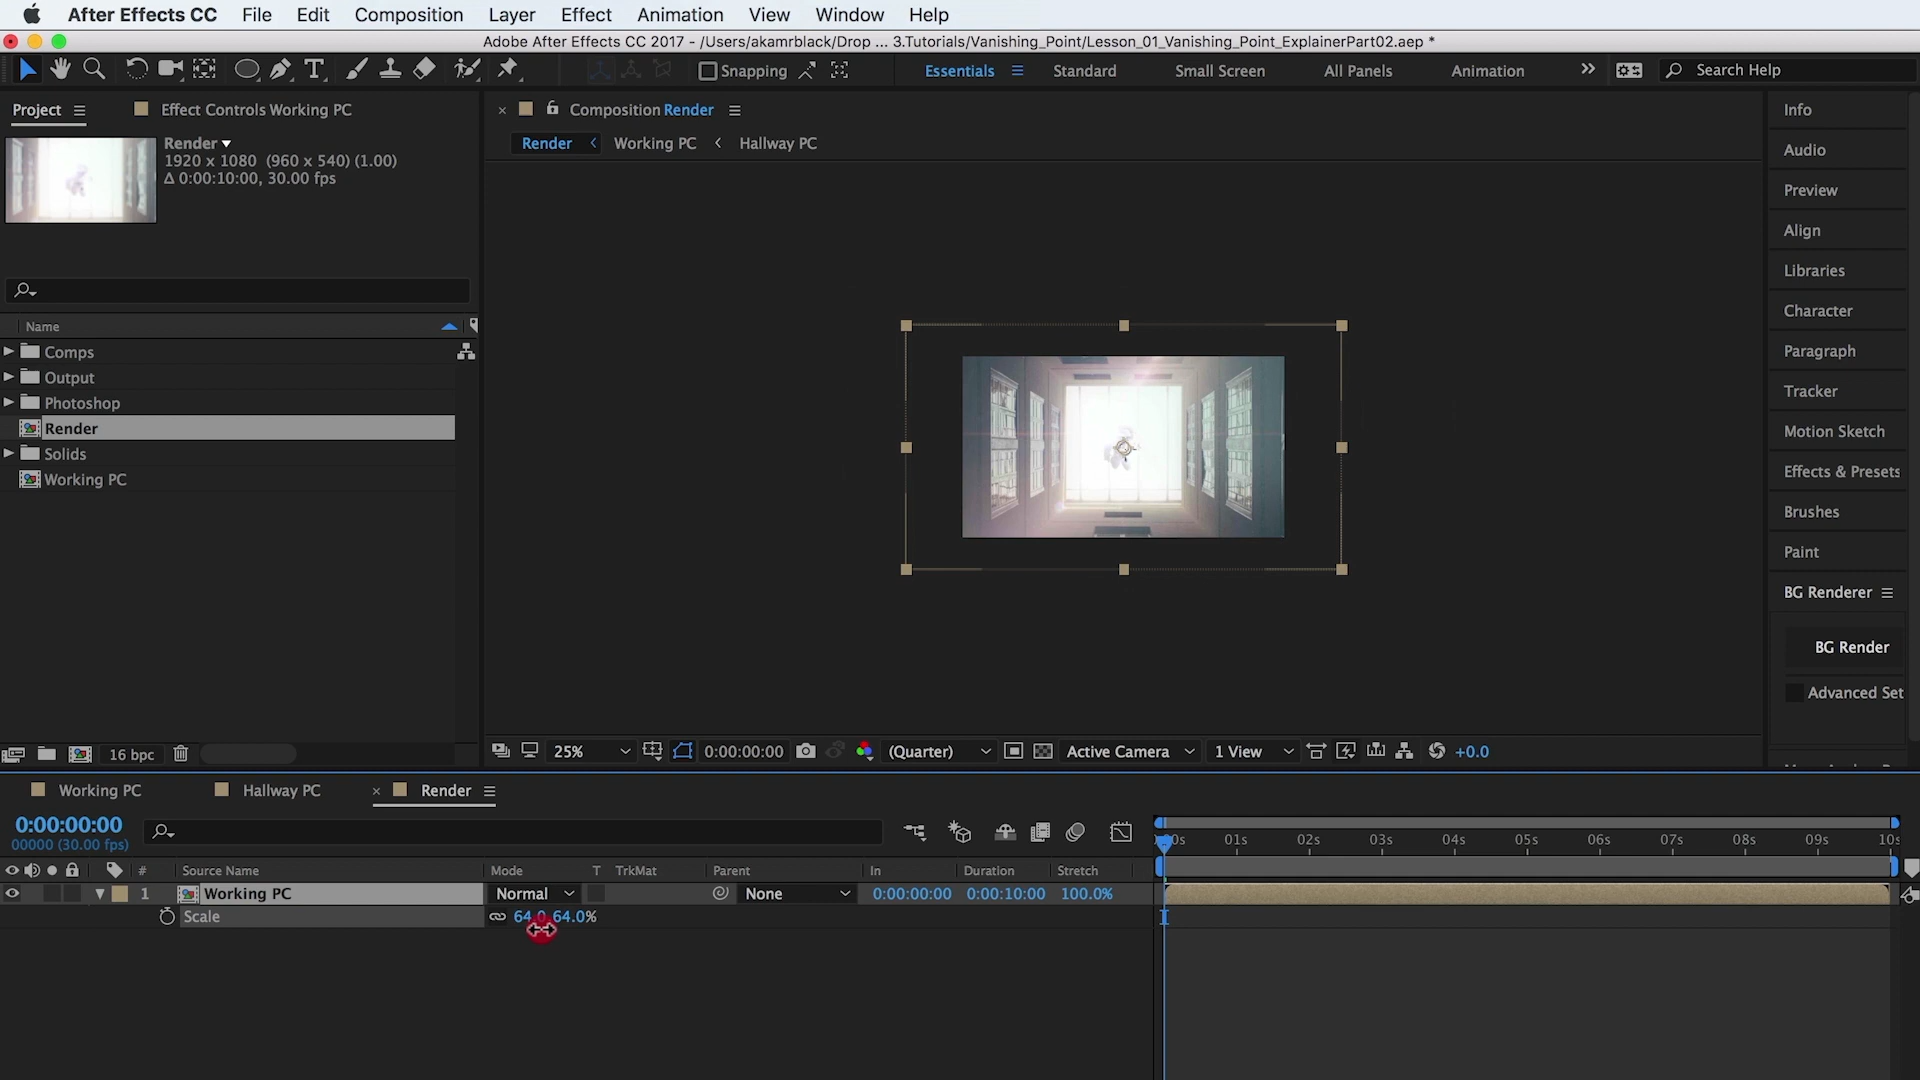 After Effects CC File Edit Composition Layer Effect Animation View Window Help
Adobe After Effects CC 2017 - /Users/akamrblack/Drop ... 3.Tutorials/Vanishing_Point/Lesson_01_Vanishing_Point_ExplainerPart02.aep *
Snapping Essentials Standard Small Screen All Panels Animation Search Help
Project Effect Controls Working PC
Composition Render
Render
1920 x 1080 (960 x 540) (1.00)
Δ 0:00:10:00, 30.00 fps
Render Working PC Hallway PC
Name
Comps
Output
Photoshop
Render
Solids
Working PC
Info
Audio
Preview
Align
Libraries
Character
Paragraph
Tracker
Motion Sketch
Effects & Presets
Brushes
Paint
BG Renderer
BG Render
Advanced Set
16 bpc
25% 0:00:00:00 (Quarter) Active Camera 1 View +0.0
Working PC Hallway PC Render
0:00:00:00
00000 (30.00 fps)
00s 01s 02s 03s 04s 05s 06s 07s 08s 09s 10s
# Source Name Mode T TrkMat Parent In Duration Stretch
1 Working PC Normal None 0:00:00:00 0:00:10:00 100.0%
Scale 64.0, 64.0%